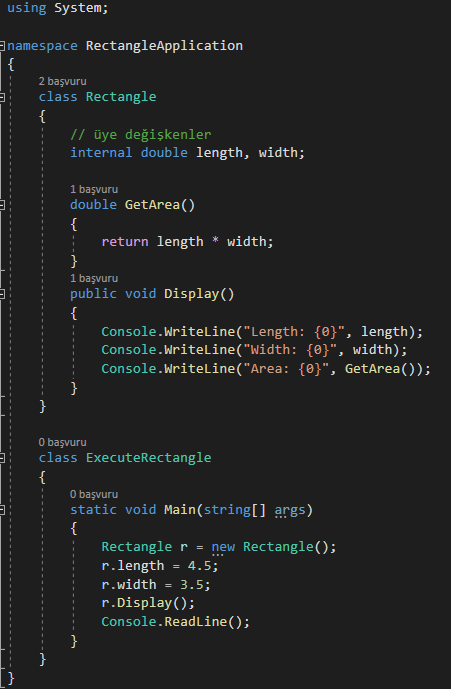 using System;
namespace RectangleApplication
{
2 başvuru
class Rectangle
{
// üye değişkenler
internal double length, width;
1 başvuru
double GetArea()
{
return length * width;
}
1 başvuru
public void Display()
{
Console.WriteLine("Length: {0}", length);
Console.WriteLine("Width: {0}", width);
Console.WriteLine("Area: {0}", GetArea());
}
}
0 başvuru
class ExecuteRectangle
{
0 başvuru
static void Main(string[] args)
{
Rectangle r = new Rectangle();
r.length = 4.5;
r.width = 3.5;
r.Display();
Console.ReadLine();
}
}
}